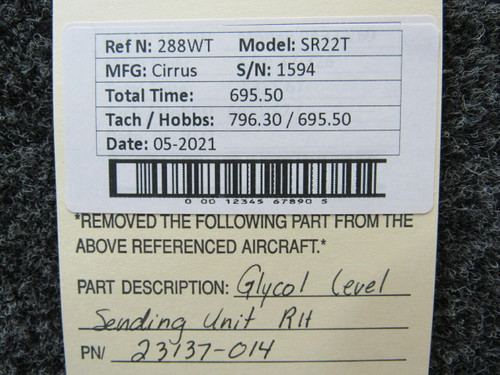 Ref N: 288WT Model: SR22T
MFG: Cirrus S/N: 1594
Total Time: 695.50
Tach / Hobbs: 796.30 / 695.50
Date: 05-2021
0 00 12345 67890 5
*REMOVED THE FOLLOWING PART FROM THE
ABOVE REFERENCED AIRCRAFT.*
PART DESCRIPTION: Glycol Level
Sending Unit RH
PN/ 23137-014